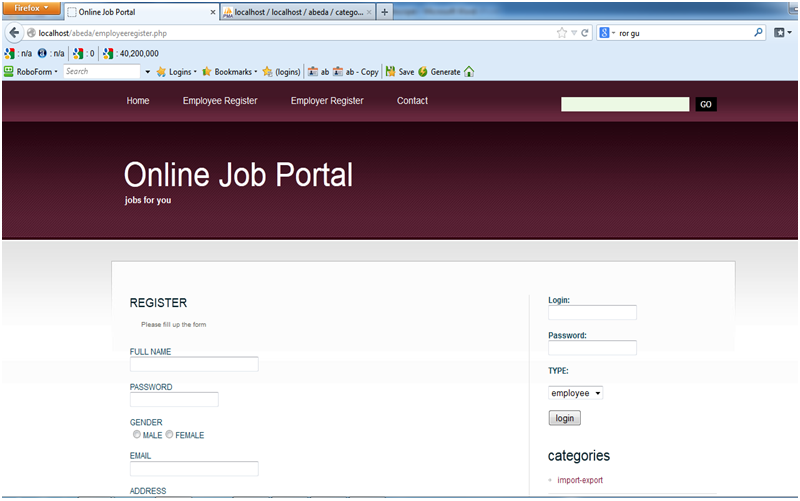 Firefox
Online Job Portal
localhost / localhost / abeda / catego...
localhost/abeda/employeeregister.php
ror gu
: n/a : n/a : 0 : 40,200,000
RoboForm Search Logins Bookmarks (logins) ab ab - Copy Save Generate
Home Employee Register Employer Register Contact GO
Online Job Portal
jobs for you
REGISTER
Please fill up the form
FULL NAME
PASSWORD
GENDER
MALE FEMALE
EMAIL
ADDRESS
Login:
Password:
TYPE:
employee
login
categories
import-export